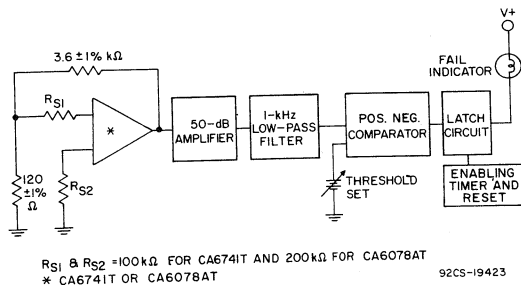 V+
3.6 ± 1% kΩ
FAIL
INDICATOR
RS1
*
50-dB
AMPLIFIER
1-kHz
LOW-PASS
FILTER
POS. NEG.
COMPARATOR
LATCH
CIRCUIT
120
±1%
Ω
RS2
THRESHOLD
SET
ENABLING
TIMER AND
RESET
RS1 & RS2 = 100kΩ FOR CA6741T AND 200kΩ FOR CA6078AT
* CA6741T OR CA6078AT
92CS-19423